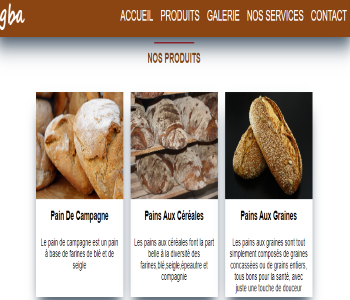 gba
ACCUEIL PRODUITS GALERIE NOS SERVICES CONTACT
NOS PRODUITS
Pain De Campagne
Le pain de campagne est un pain
à base de farines de blé et de
seigle
Pains Aux Céréales
Les pains aux céréales font la part
belle à la diversité des
farines,blé,seigle,épeautre et
compagnie
Pains Aux Graines
Les pains aux graines sont tout
simplement composés de graines
concassées ou de grains entiers,
tous bons pour la santé, avec
juste une touche de douceur